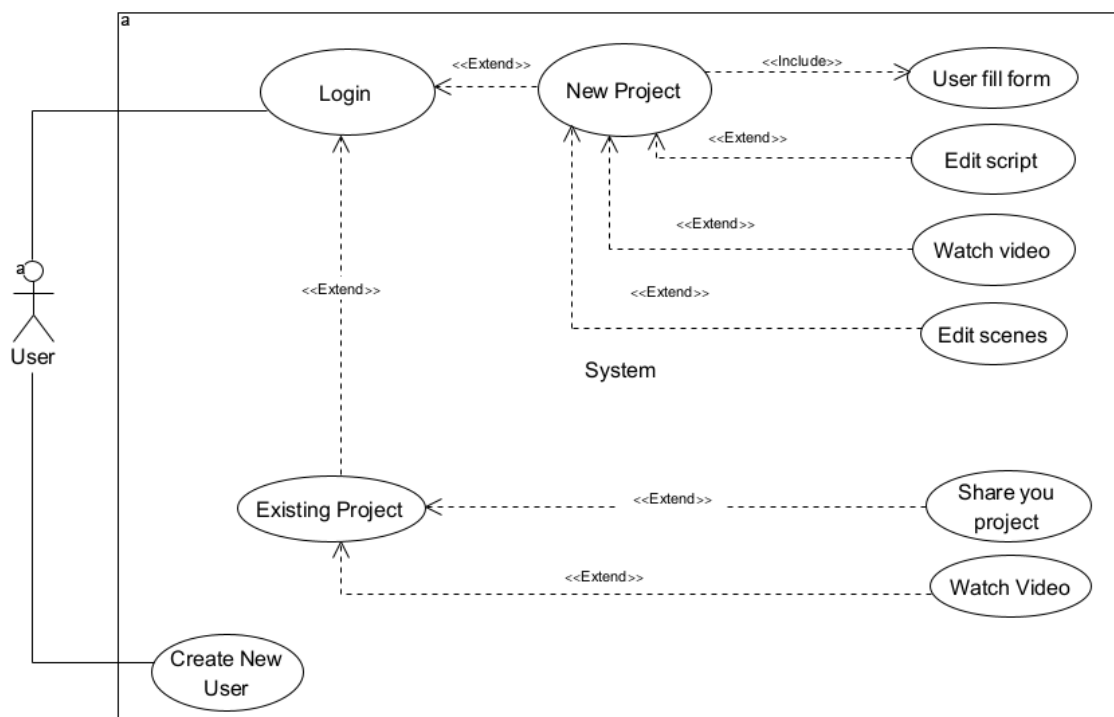 a
<<Extend>>
<<Include>>
Login
New Project
User fill form
<<Extend>>
Edit script
<<Extend>>
Watch video
a
<<Extend>>
<<Extend>>
Edit scenes
User
System
Existing Project
<<Extend>>
Share you
project
<<Extend>>
Watch Video
Create New
User